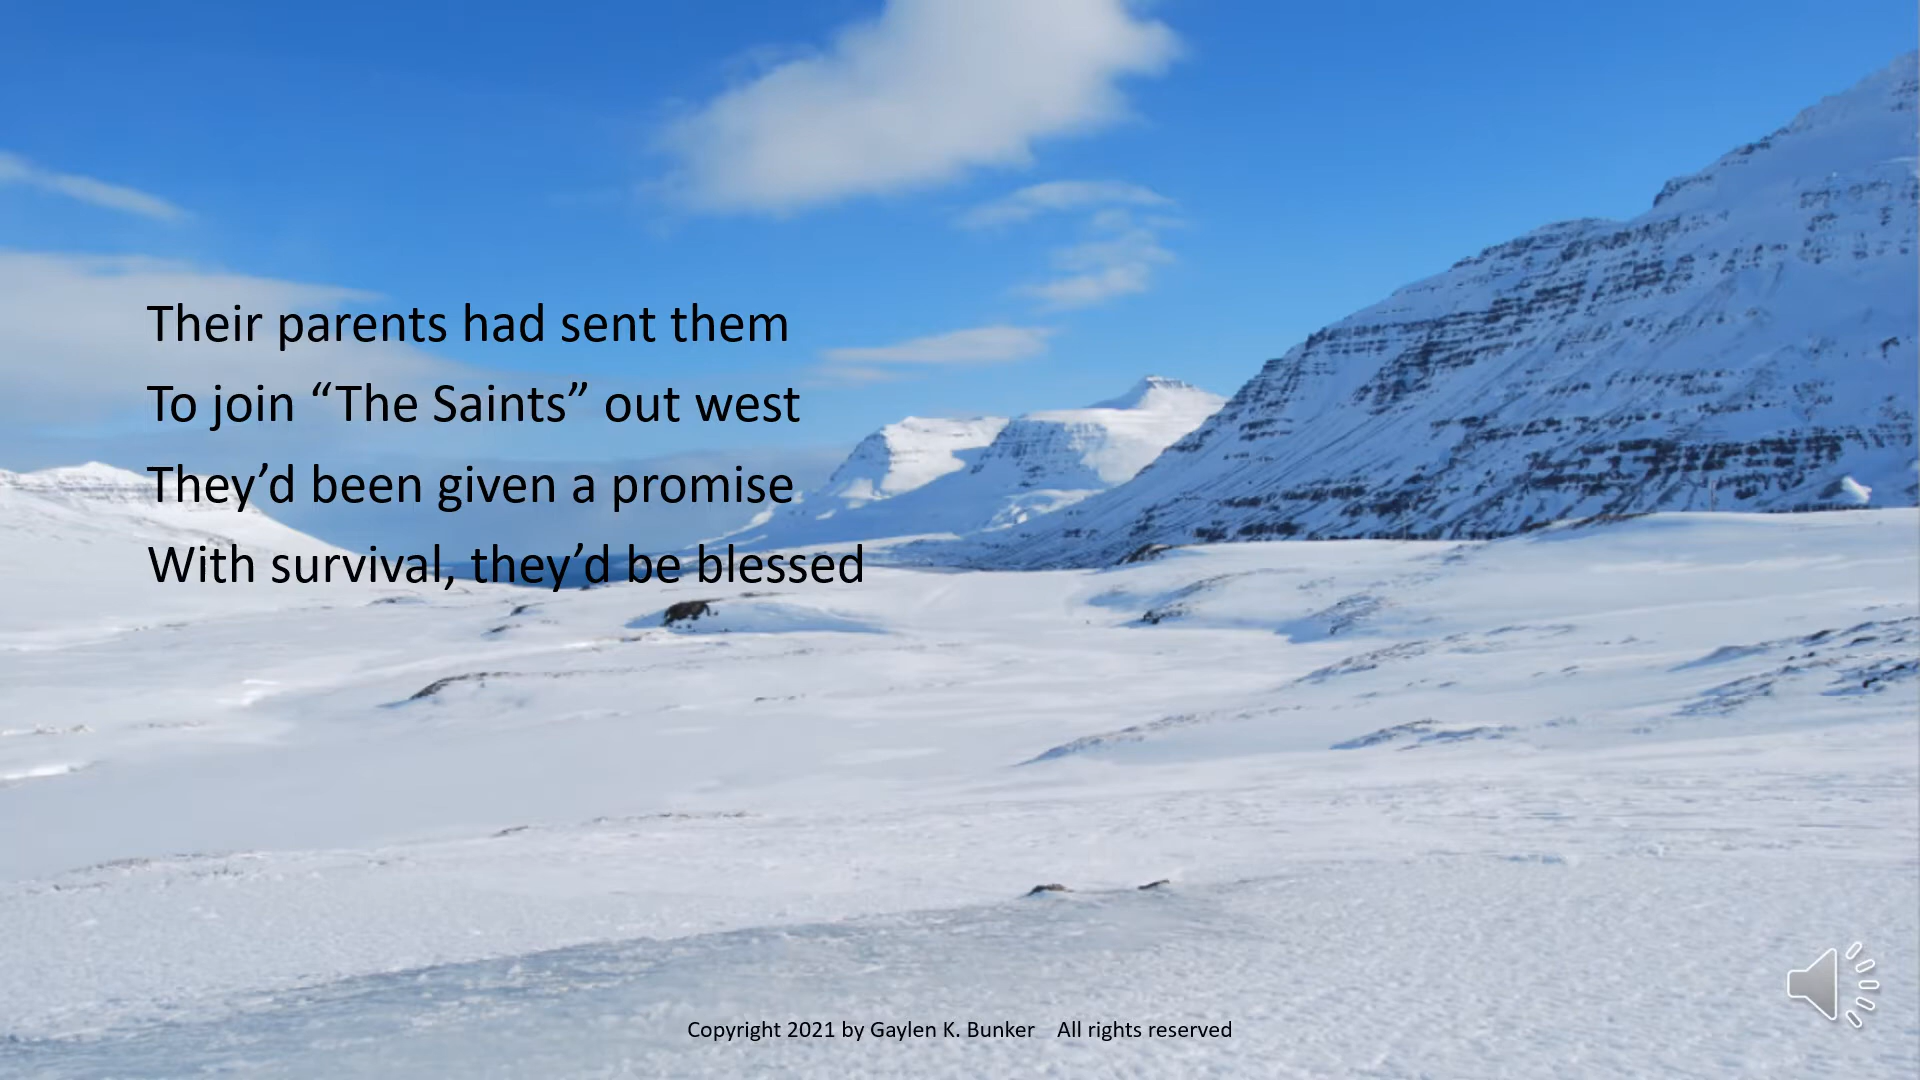 Their parents had sent them
To join “The Saints” out west
They’d been given a promise
With survival, they’d be blessed
Copyright 2021 by Gaylen K. Bunker    All rights reserved